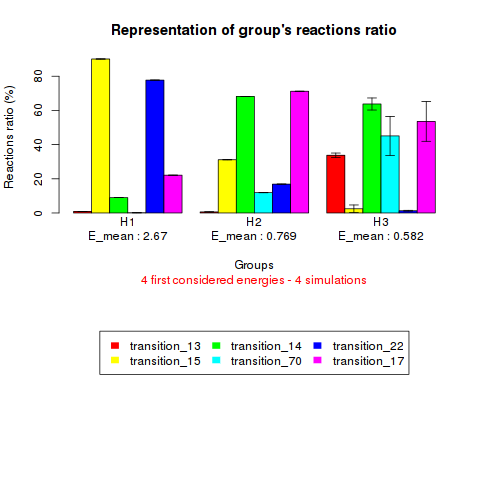 Representation of group's reactions ratio
Reactions ratio (%)
80
60
40
20
0
H1 H2 H3
E_mean : 2.67 E_mean : 0.769 E_mean : 0.582
Groups
4 first considered energies - 4 simulations
transition_13 transition_14 transition_22
transition_15 transition_70 transition_17